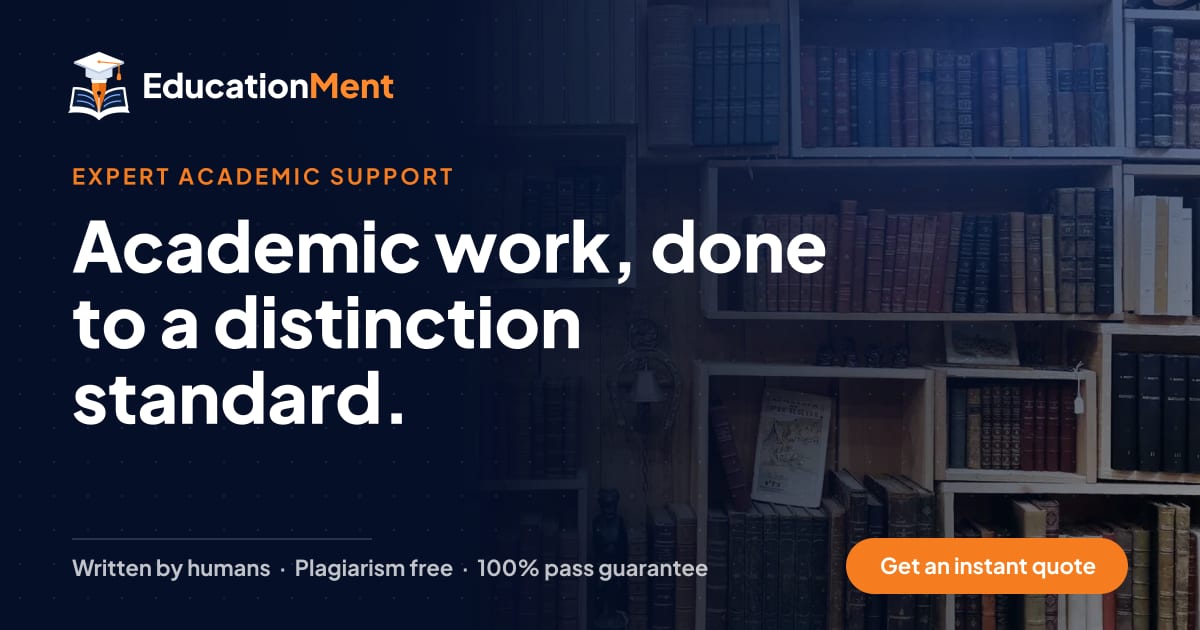 EducationMent
EXPERT ACADEMIC SUPPORT
Academic work, done
to a distinction
standard.
Written by humans · Plagiarism free · 100% pass guarantee
Get an instant quote